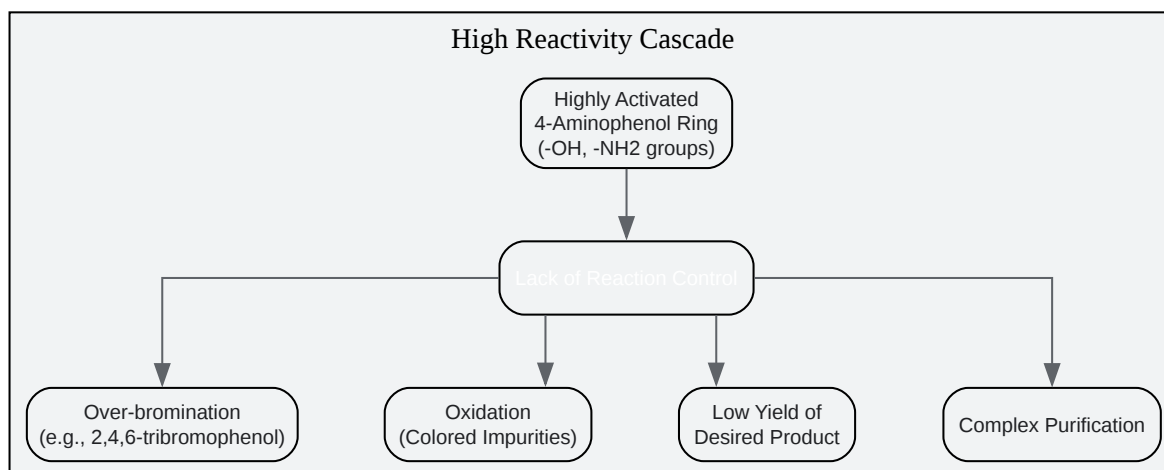 High Reactivity Cascade
Highly Activated
4-Aminophenol Ring
(-OH, -NH2 groups)
Lack of Reaction Control
Over-bromination
(e.g., 2,4,6-tribromophenol)
Oxidation
(Colored Impurities)
Low Yield of
Desired Product
Complex Purification